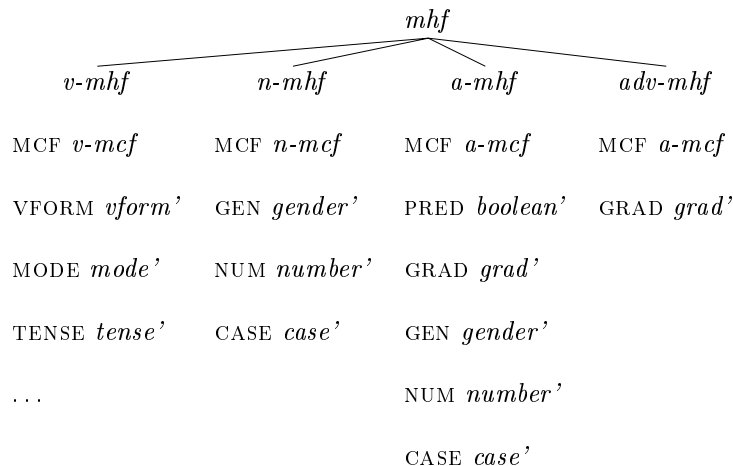 mhf
v-mhf n-mhf a-mhf adv-mhf
MCF v-mcf MCF n-mcf MCF a-mcf MCF a-mcf
VFORM vform' GEN gender' PRED boolean' GRAD grad'
MODE mode' NUM number' GRAD grad'
TENSE tense' CASE case' GEN gender'
... NUM number'
CASE case'